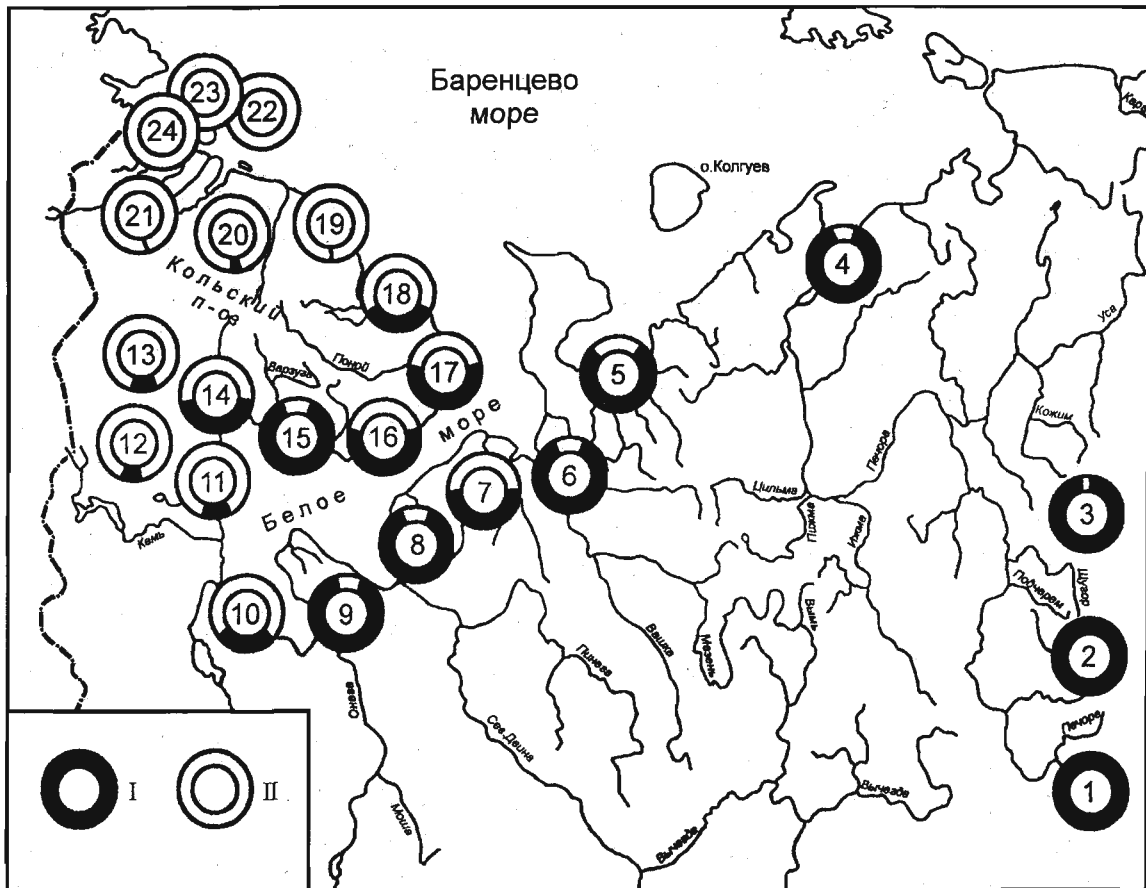 23
22
24
Баренцево
море
Кара
о.Колгуев
21
20
19
4
Кольский
п-ов
18
Уса
13
14
Варзуга
Поной
17
5
12
15
16
море
Кожим
11
7
6
Печора
Белое
Цильма
3
Кемь
8
Пижма
Ижма
Щугор
Подчерем
10
9
Вымь
Мезень
Вашка
2
Пинега
Онега
Сев.Двина
Печора
I
II
1
Моша
Вычегда
Вычегда